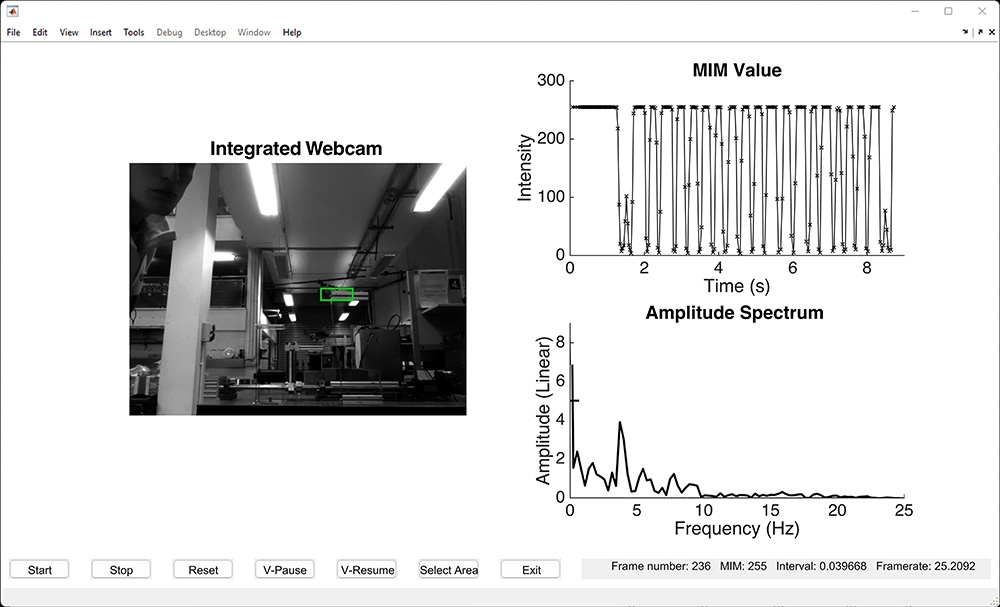 File Edit View Insert Tools Debug Desktop Window Help
Integrated Webcam
4
MIM Value
Intensity
300
200
100
0
0 2 4 6 8
Time (s)
Amplitude Spectrum
Amplitude (Linear)
8
6
4
2
0
0 5 10 15 20 25
Frequency (Hz)
Start Stop Reset V-Pause V-Resume Select Area Exit
Frame number: 236 MIM: 255 Interval: 0.039668 Framerate: 25.2092